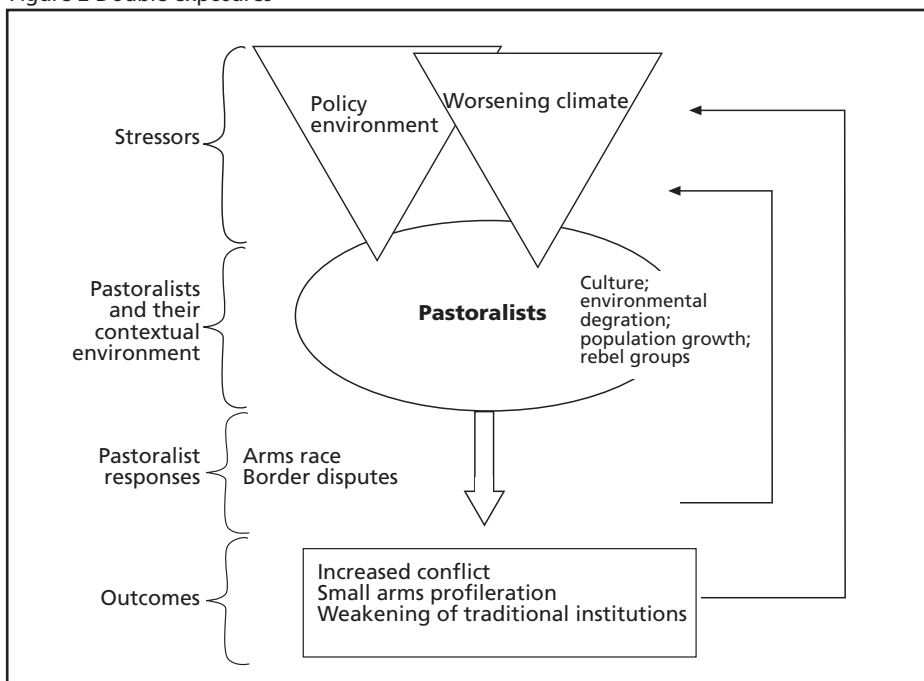 Figure 2 Double exposures
Stressors
Policy
environment
Worsening climate
Pastoralists
and their
contextual
environment
Pastoralists
Culture;
environmental
degration;
population growth;
rebel groups
Pastoralist
responses
Arms race
Border disputes
Outcomes
Increased conflict
Small arms profileration
Weakening of traditional institutions